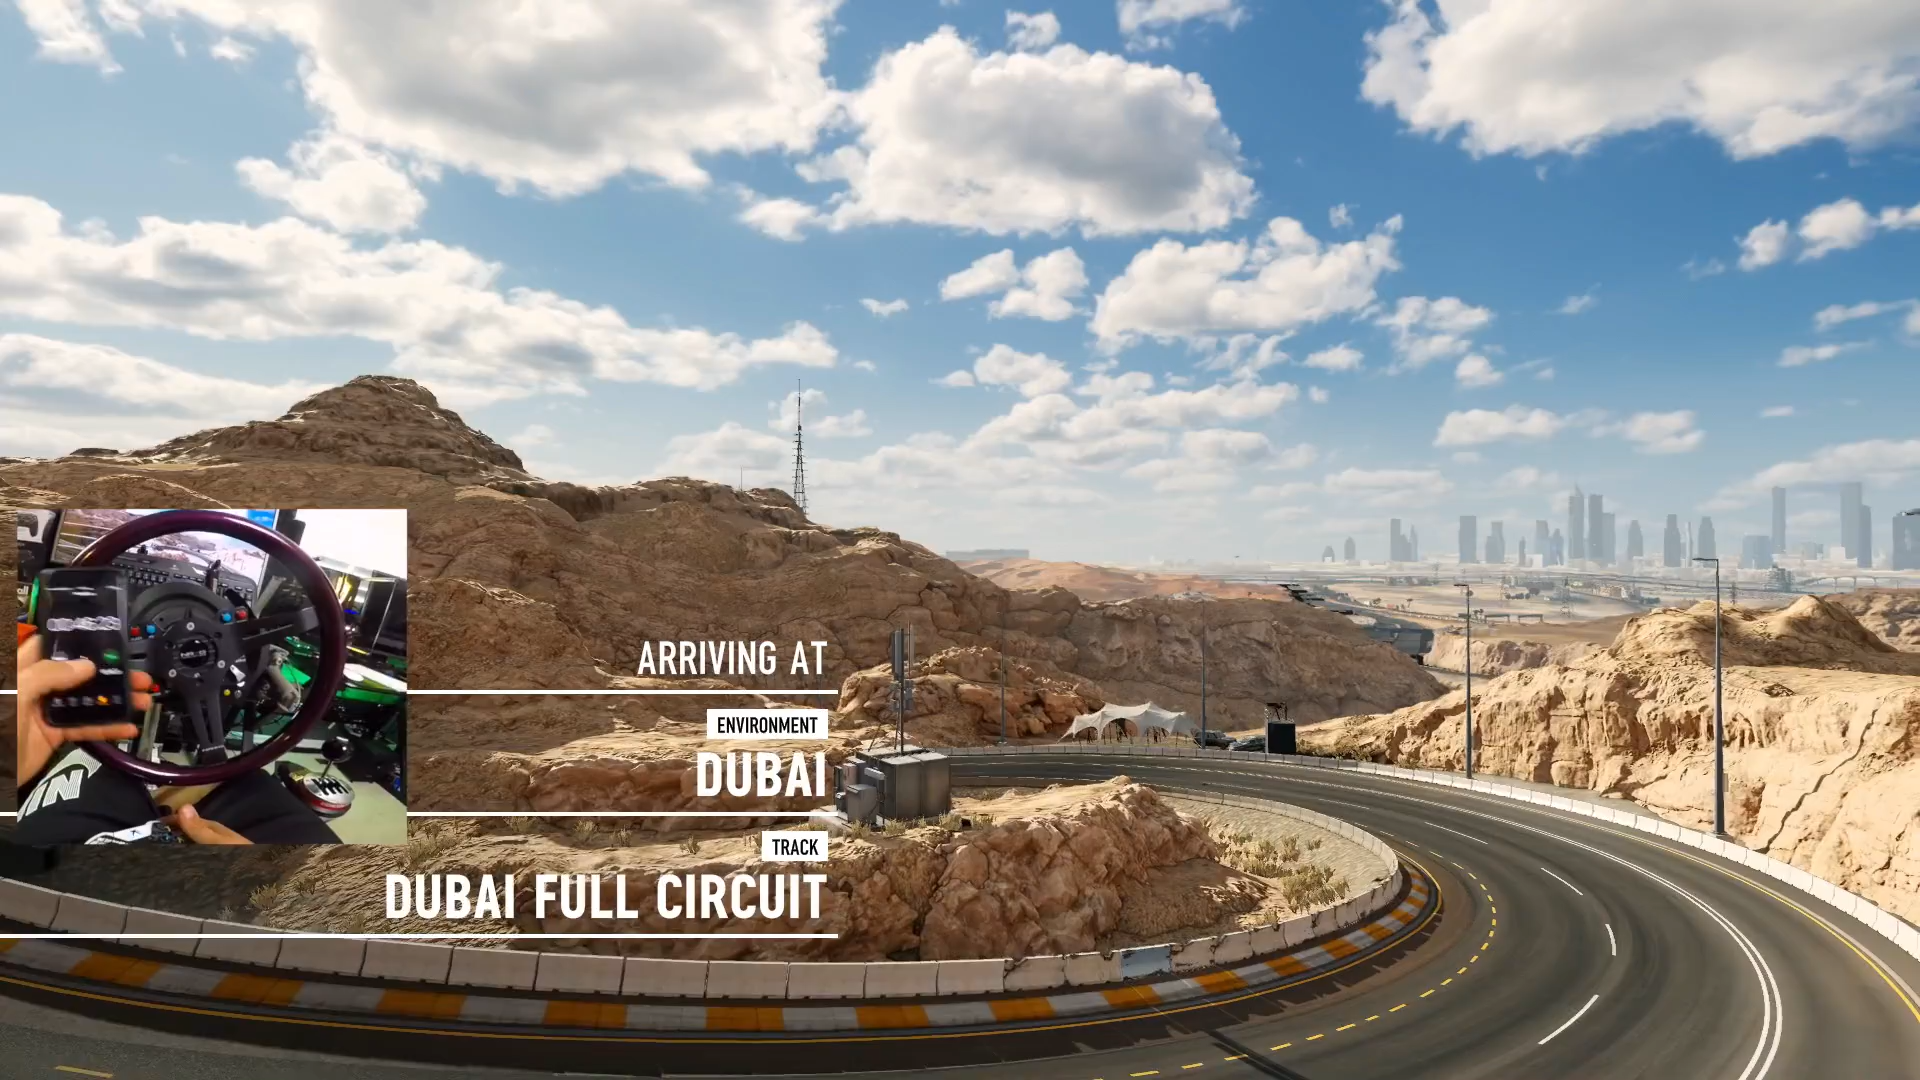 ARRIVING AT
ENVIRONMENT
DUBAI
TRACK
DUBAI FULL CIRCUIT